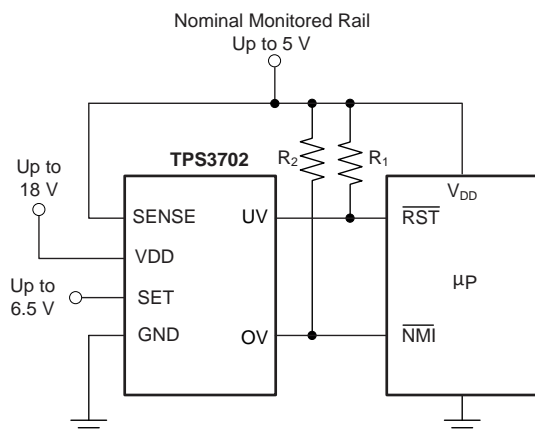 Nominal Monitored Rail
Up to 5 V
TPS3702
R₂
R₁
Up to
18 V
SENSE
UV
VDD
SET
GND
OV
Up to
6.5 V
V_DD
RST
µP
NMI